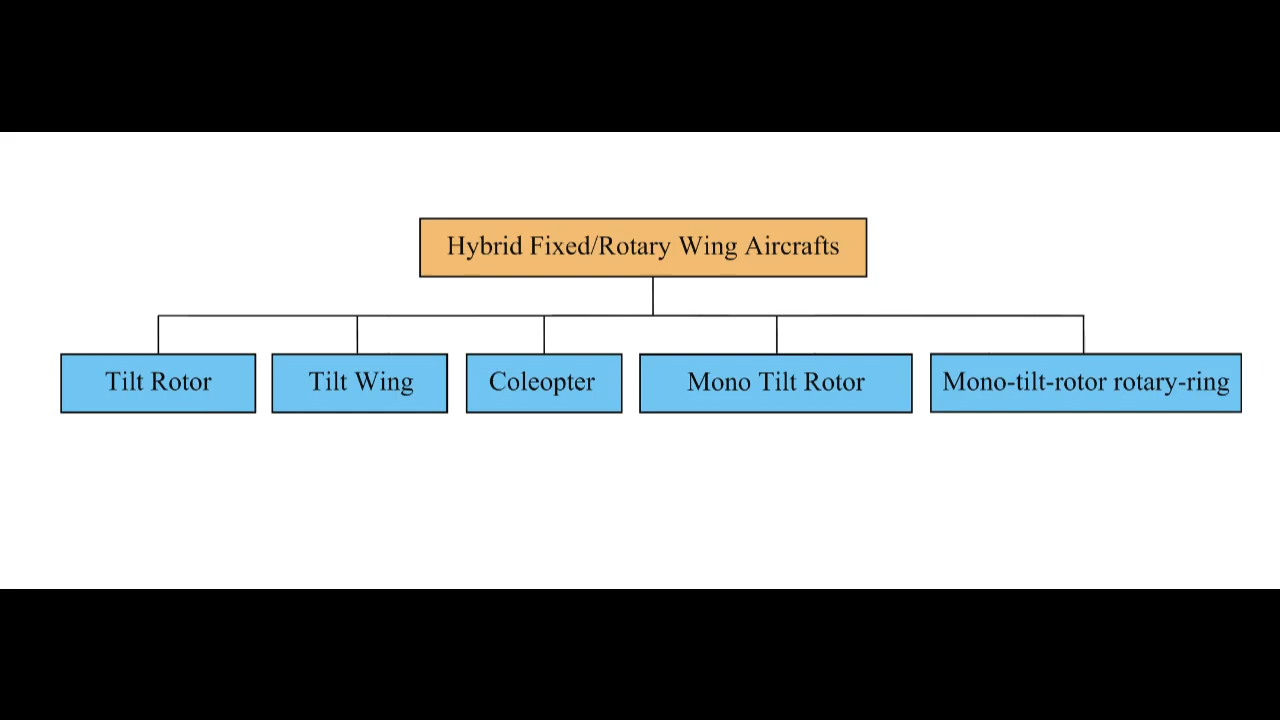 Hybrid Fixed/Rotary Wing Aircrafts
Tilt Rotor
Tilt Wing
Coleopter
Mono Tilt Rotor
Mono-tilt-rotor rotary-ring